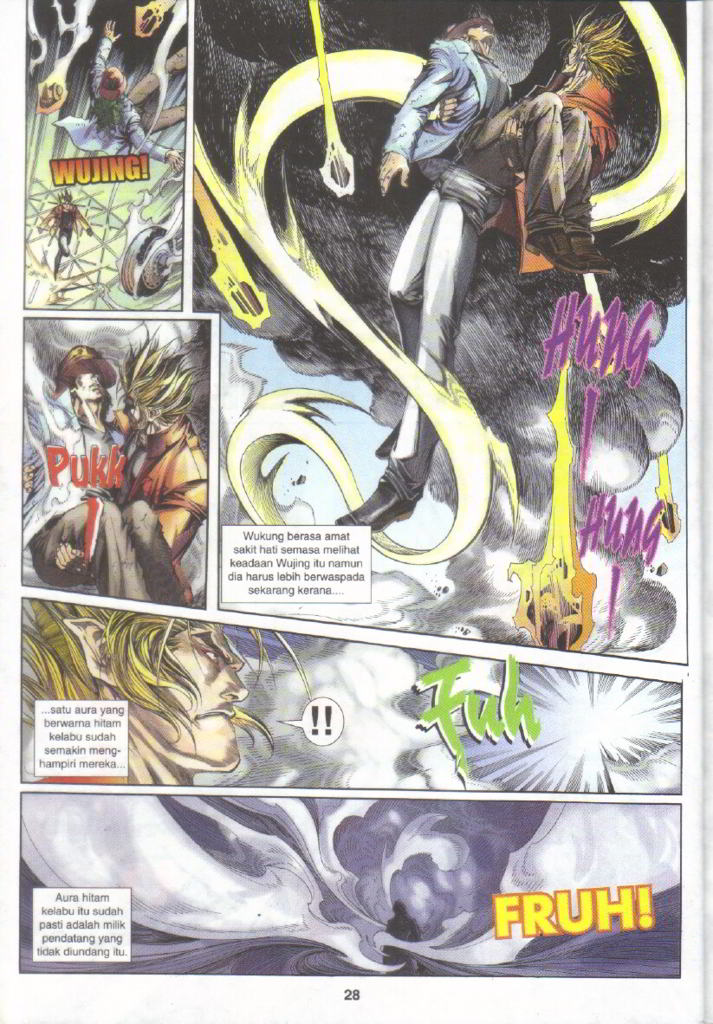 WUJING!
Hung
!
Hung
!
Pukk
Wukung berasa amat
sakit hati semasa melihat
keadaan Wujing itu namun
dia harus lebih berwaspada
sekarang kerana....
...satu aura yang
berwarna hitam
kelabu sudah
semakin meng-
hampiri mereka...
!!
Fuh
Aura hitam
kelabu itu sudah
pasti adalah milik
pendatang yang
tidak diundang itu.
FRUH!
28